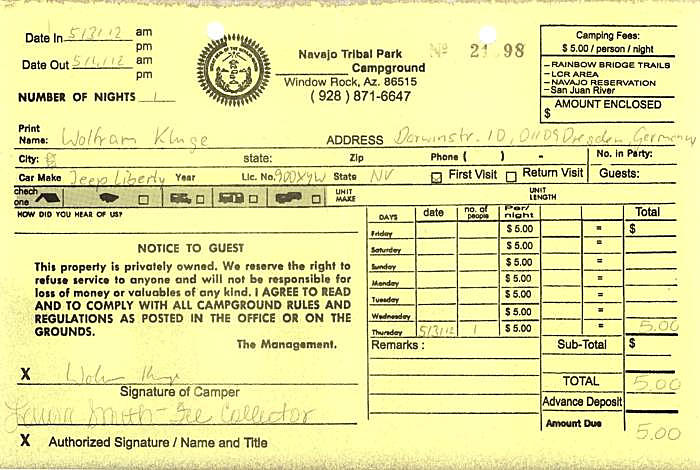 Date In 5/3/12 am
pm
Date Out 5/4/12 am
pm
NUMBER OF NIGHTS 1
Navajo Tribal Park
Campground
Window Rock, Az. 86515
( 928 ) 871-6647
Nº 98
Camping Fees:
$ 5.00 / person / night
- RAINBOW BRIDGE TRAILS
- LCR AREA
- NAVAJO RESERVATION
- San Juan River
AMOUNT ENCLOSED
$
Print
Name: Wolfram Kluge ADDRESS Darwinstr. 10, 01109 Dresden, Germany
City: state: Zip Phone ( ) - No. in Party:
Car Make Jeep Liberty Year Lic. No. 900XYW State NV First Visit Return Visit Guests:
chech
one
UNIT
MAKE
UNIT
LENGTH
HOW DID YOU HEAR OF US?
NOTICE TO GUEST
This property is privately owned. We reserve the right to
refuse service to anyone and will not be responsible for
loss of money or valuables of any kind. I AGREE TO READ
AND TO COMPLY WITH ALL CAMPGROUND RULES AND
REGULATIONS AS POSTED IN THE OFFICE OR ON THE
GROUNDS.
The Management.
X
Signature of Camper
Smith - Fee Collector
X Authorized Signature / Name and Title
DAYS date no. of people Per/ night Total
Friday $ 5.00 = $
Saturday $ 5.00 =
Sunday $ 5.00 =
Monday $ 5.00 =
Tuesday $ 5.00 =
Wednesday $ 5.00 =
Thursday 5/3/12 1 $ 5.00 = 5.00
Remarks :
Sub-Total $
TOTAL 5.00
Advance Deposit
Amount Due 5.00